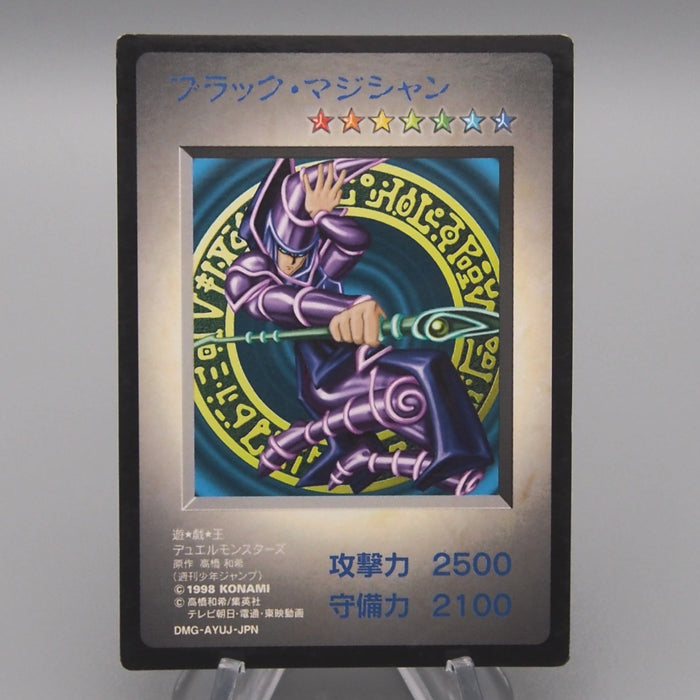 ブラック・マジシャン
遊★戯★王
デュエルモンスターズ
原作 高橋 和希
(週刊少年ジャンプ)
©1998 KONAMI
© 高橋和希/集英社
テレビ朝日・電通・東映動画
DMG-AYUJ-JPN
攻撃力 2500
守備力 2100